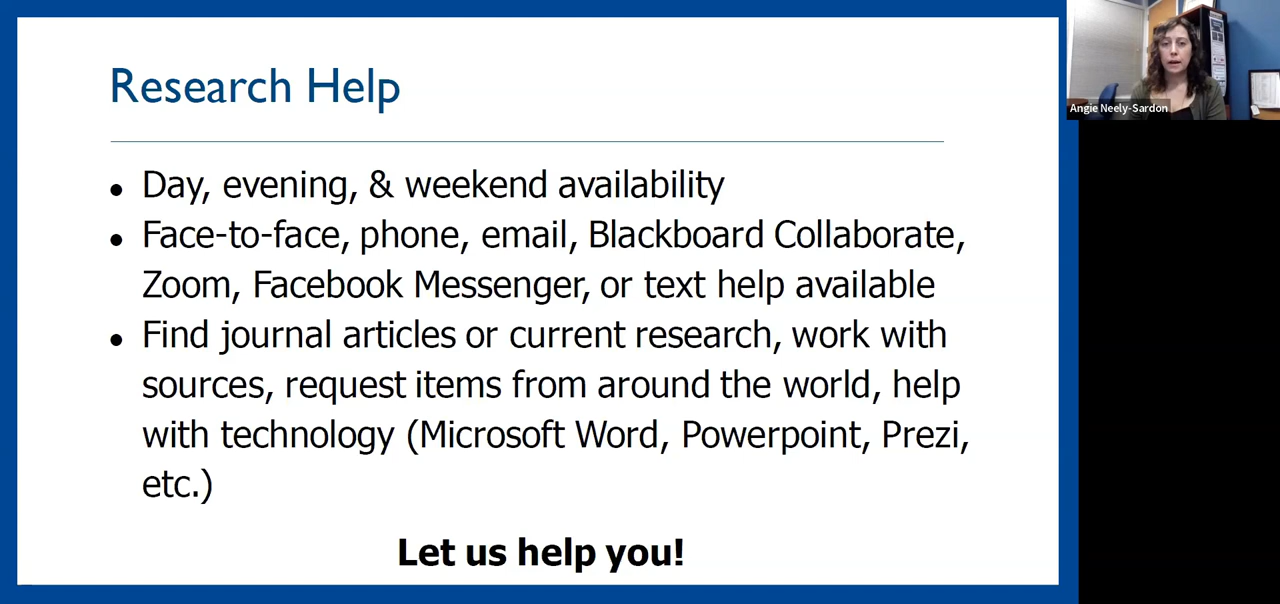 Research Help
Angie Neely-Sardon
● Day, evening, & weekend availability
● Face-to-face, phone, email, Blackboard Collaborate,
Zoom, Facebook Messenger, or text help available
● Find journal articles or current research, work with
sources, request items from around the world, help
with technology (Microsoft Word, Powerpoint, Prezi,
etc.)
Let us help you!